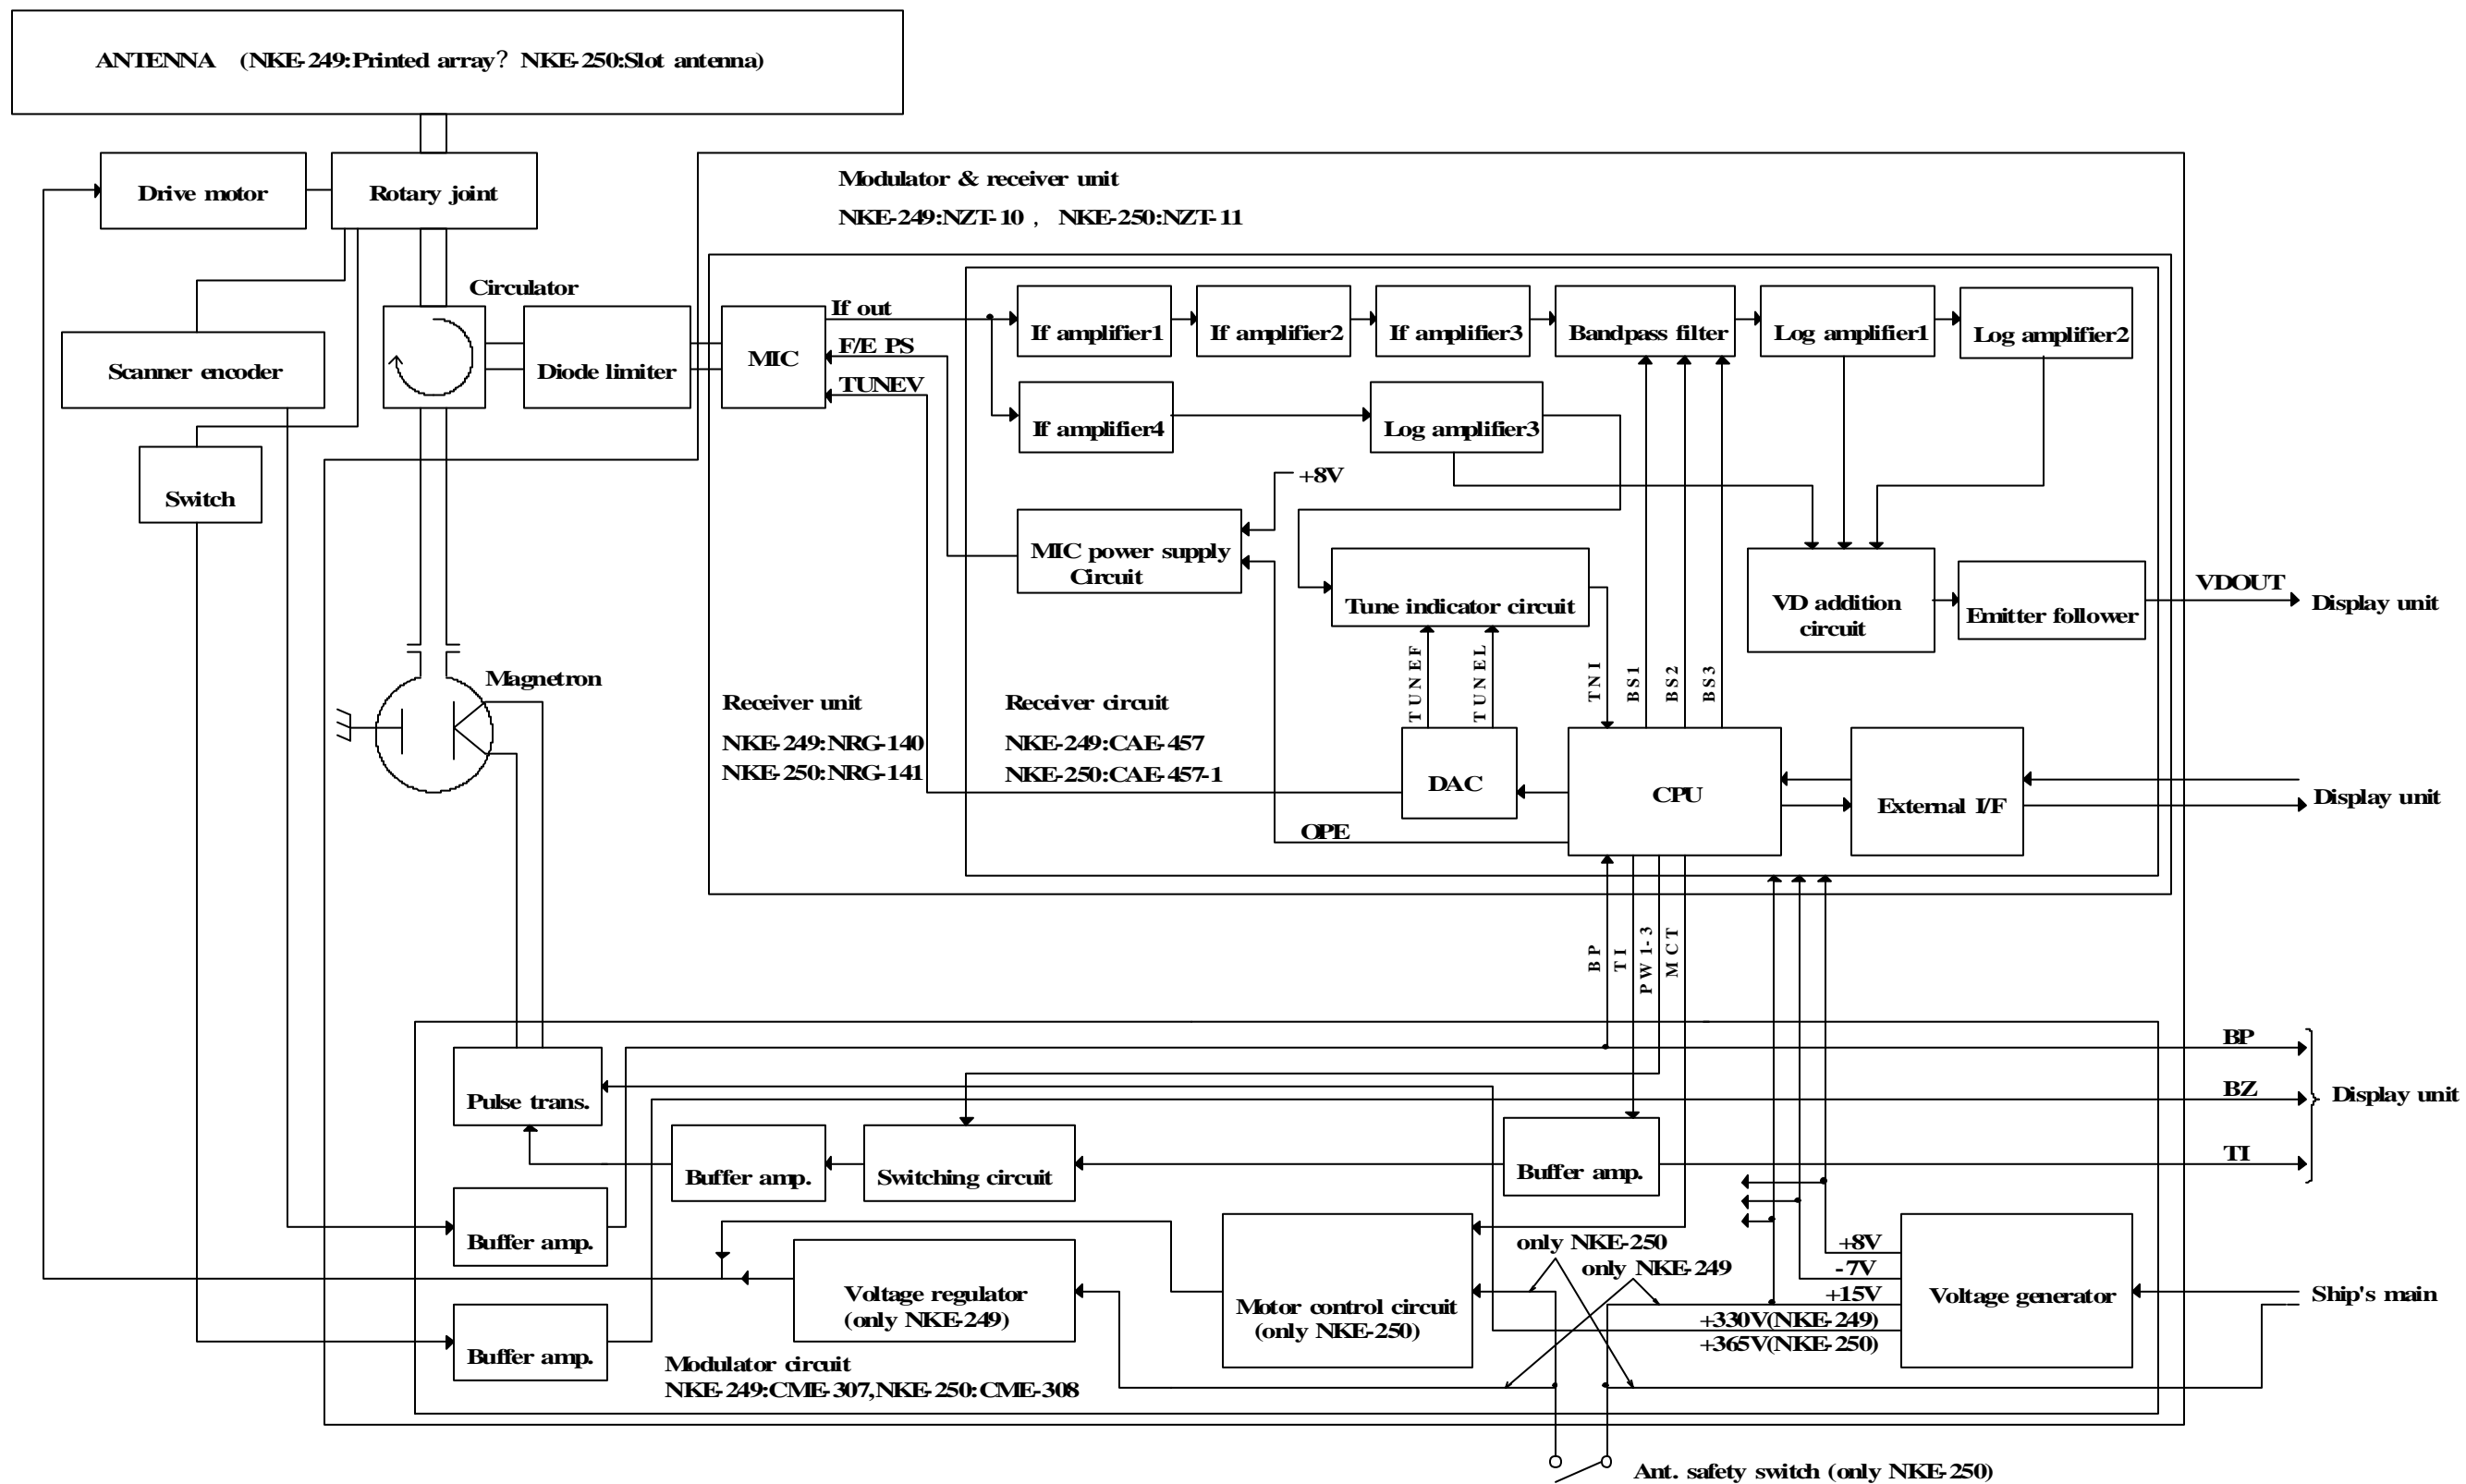 ANTENNA (NKE-249:Printed array? NKE-250:Slot antenna)
Drive motor
Rotary joint
Modulator & receiver unit
NKE-249:NZT-10 , NKE-250:NZT-11
Circulator
Scanner encoder
Diode limiter
MIC
If out
F/E PS
TUNEV
If amplifier1
If amplifier2
If amplifier3
Bandpass filter
Log amplifier1
Log amplifier2
If amplifier4
Log amplifier3
Switch
+8V
MIC power supply
Circuit
Tune indicator circuit
VD addition
circuit
Emitter follower
VDOUT
Display unit
TUNEF
TUNEL
TNI
BS1
BS2
BS3
Magnetron
Receiver unit
NKE-249:NRG-140
NKE-250:NRG-141
Receiver circuit
NKE-249:CAE-457
NKE-250:CAE-457-1
DAC
CPU
External I/F
Display unit
OPE
BP
TI
PW1-3
MCT
BP
BZ
TI
Display unit
Pulse trans.
Buffer amp.
Switching circuit
Buffer amp.
Buffer amp.
Voltage regulator
(only NKE-249)
Motor control circuit
(only NKE-250)
only NKE-250
only NKE-249
+8V
-7V
+15V
+330V(NKE-249)
+365V(NKE-250)
Voltage generator
Ship's main
Buffer amp.
Modulator circuit
NKE-249:CME-307,NKE-250:CME-308
Ant. safety switch (only NKE-250)